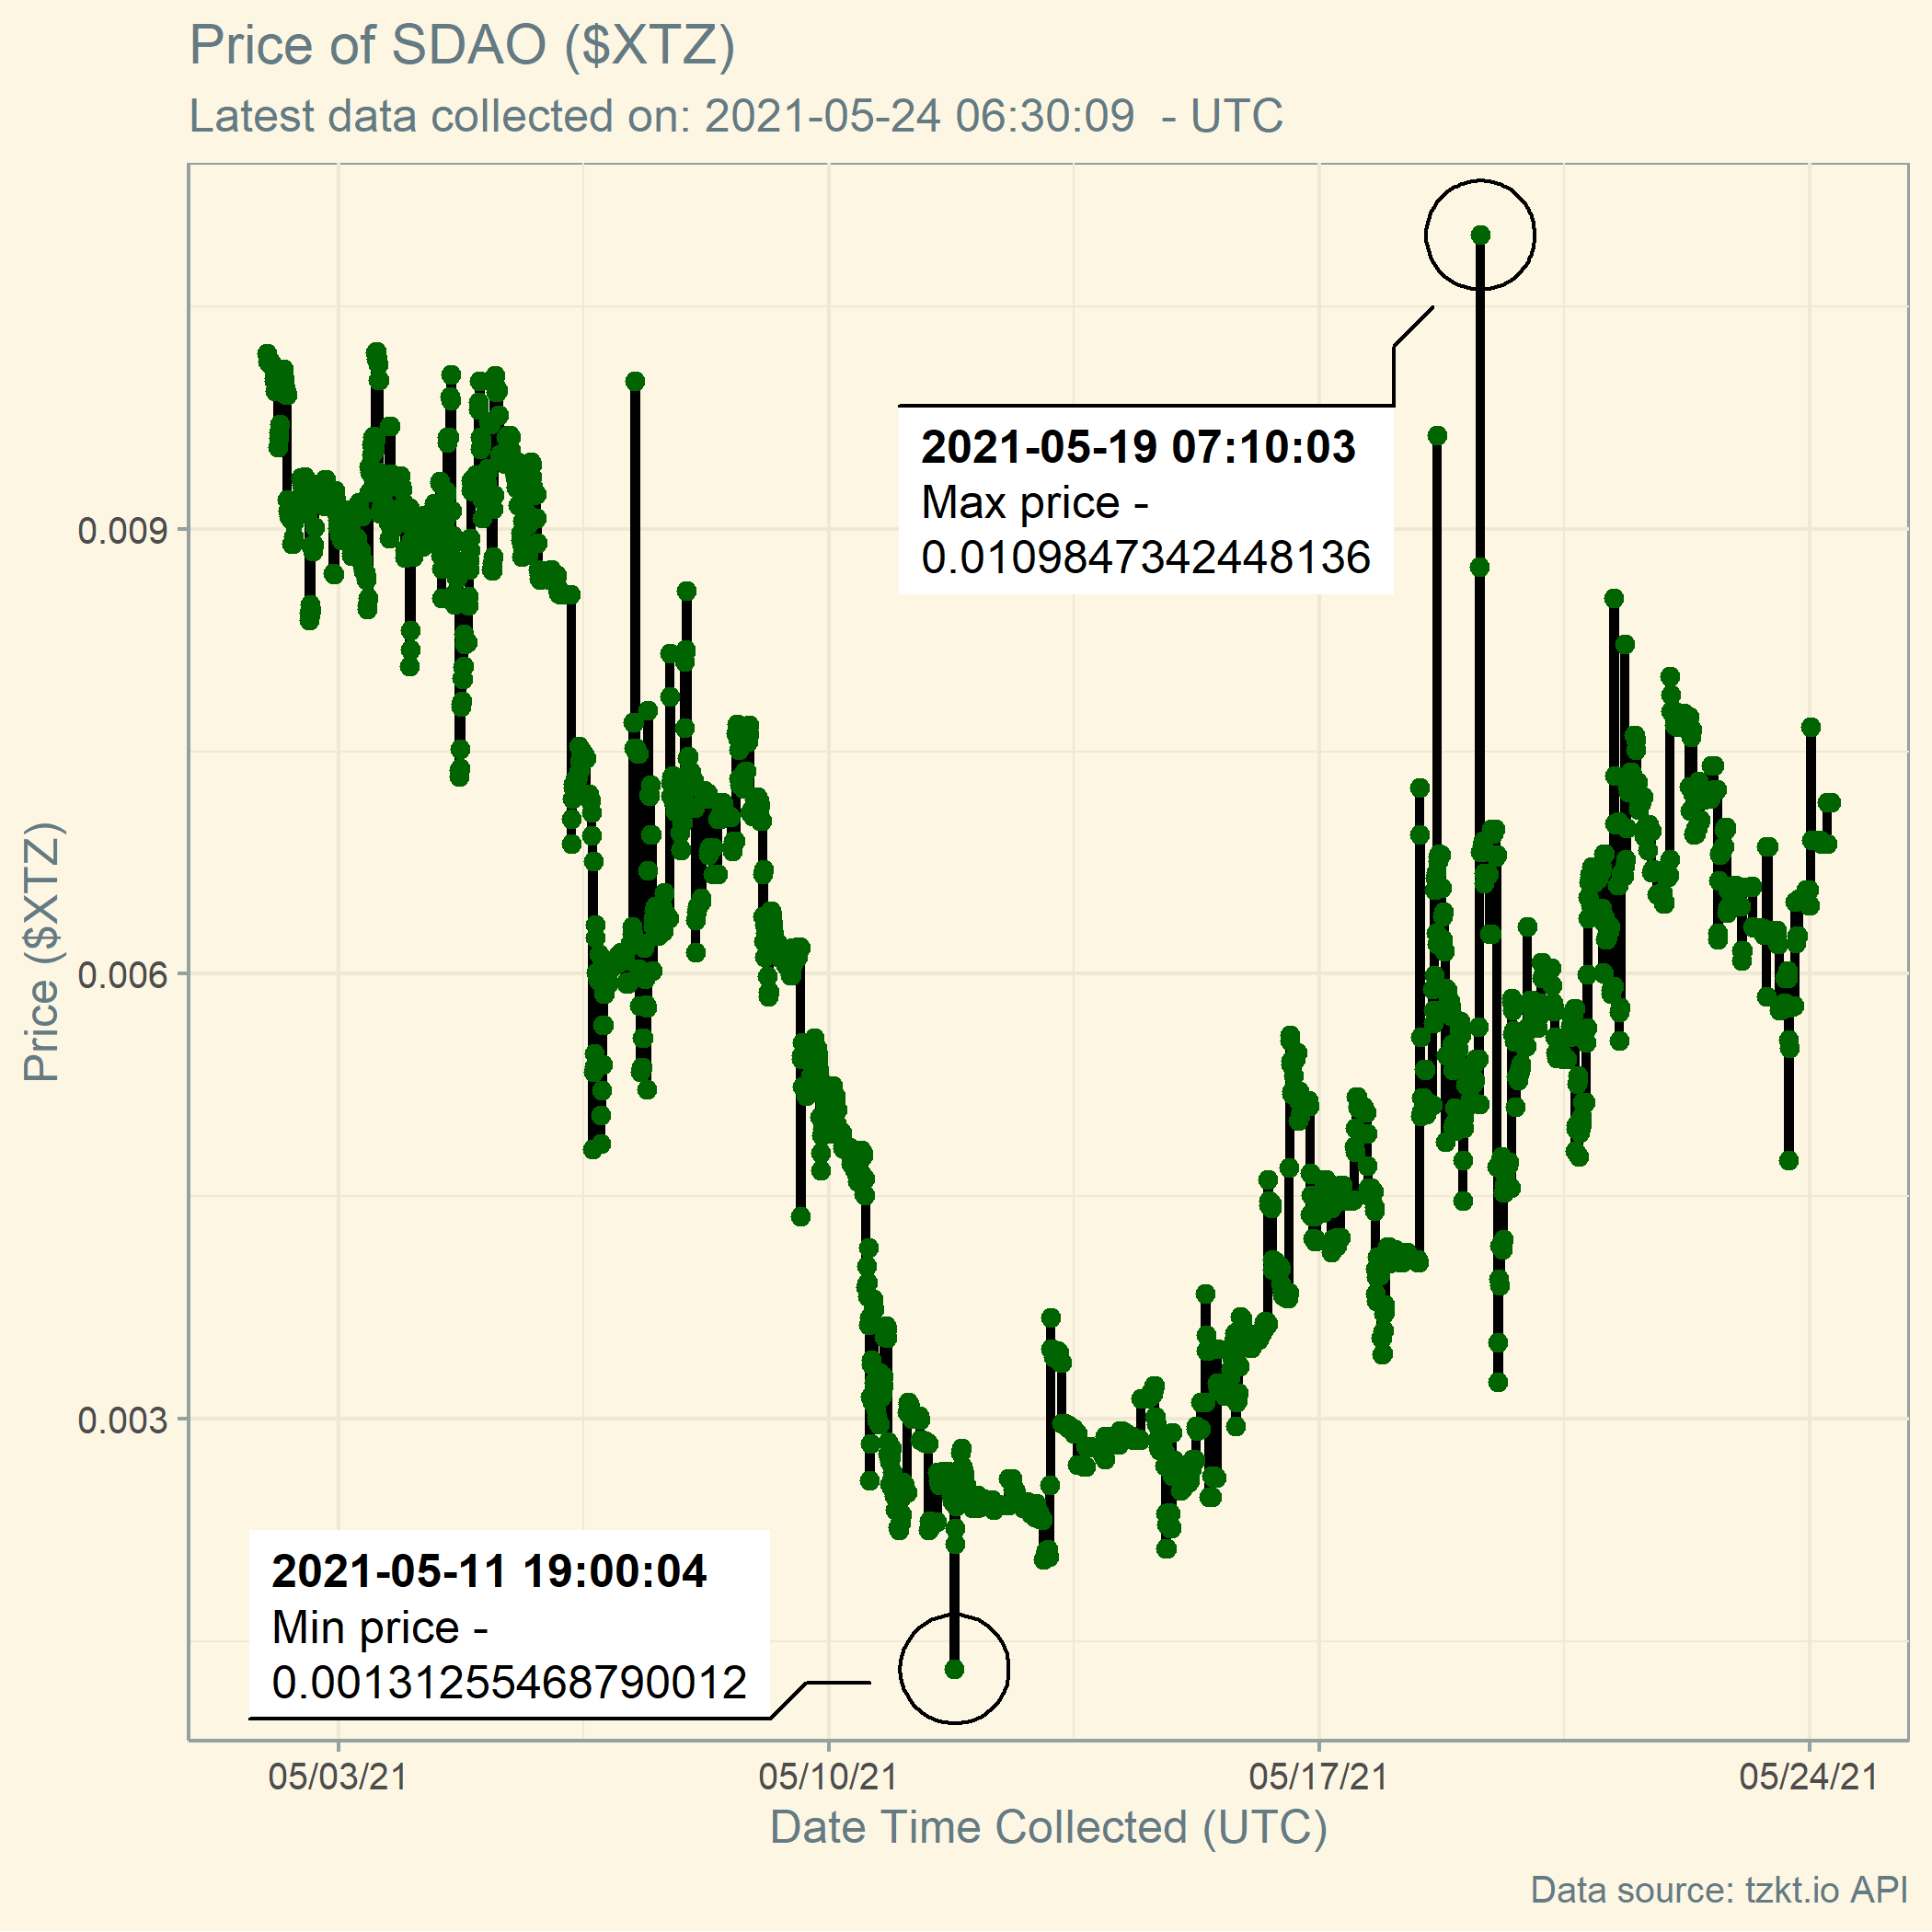 Price of SDAO ($XTZ)
Latest data collected on: 2021-05-24 06:30:09  - UTC
2021-05-19 07:10:03
Max price -
0.0109847342448136
0.009
0.006
0.003
Price ($XTZ)
2021-05-11 19:00:04
Min price -
0.00131255468790012
05/03/21
05/10/21
05/17/21
05/24/21
Date Time Collected (UTC)
Data source: tzkt.io API